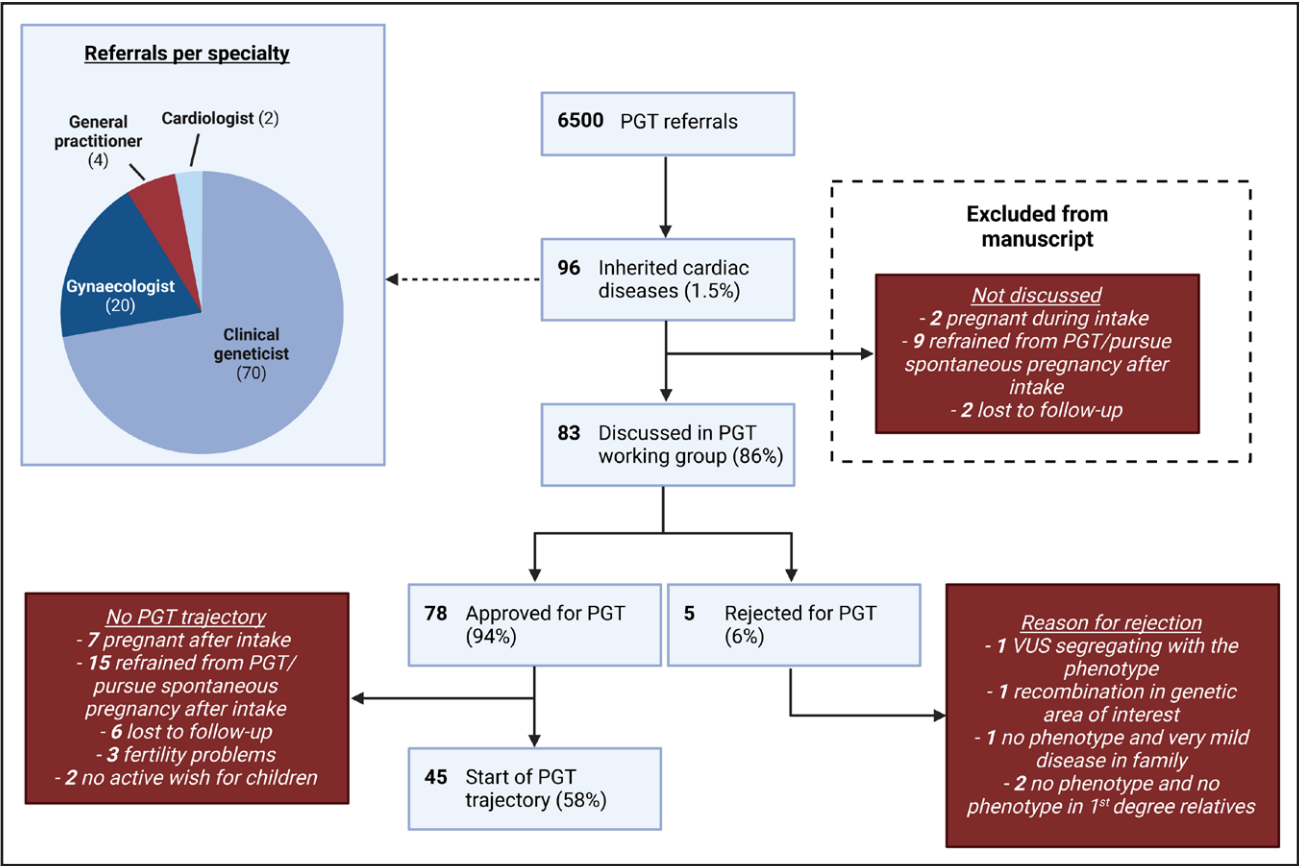 Referrals per specialty
Cardiologist (2)
General
practitioner
(4)
Gynaecologist
(20)
Clinical
geneticist
(70)
6500 PGT referrals
96 Inherited cardiac
diseases (1.5%)
Excluded from
manuscript
Not discussed
- 2 pregnant during intake
- 9 refrained from PGT/pursue
spontaneous pregnancy after
intake
- 2 lost to follow-up
83 Discussed in PGT
working group (86%)
78 Approved for PGT
(94%)
5 Rejected for PGT
(6%)
No PGT trajectory
- 7 pregnant after intake
- 15 refrained from PGT/
pursue spontaneous
pregnancy after intake
- 6 lost to follow-up
- 3 fertility problems
- 2 no active wish for children
45 Start of PGT
trajectory (58%)
Reason for rejection
- 1 VUS segregating with the
phenotype
- 1 recombination in genetic
area of interest
- 1 no phenotype and very mild
disease in family
- 2 no phenotype and no
phenotype in 1st degree relatives